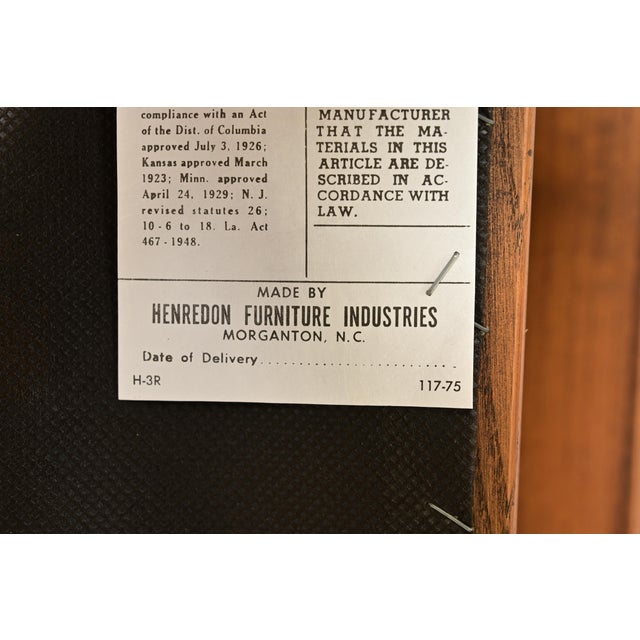 compliance with an Act
of the Dist. of Columbia
approved July 3, 1926;
Kansas approved March
1923; Minn. approved
April 24, 1929; N. J.
revised statutes 26;
10-6 to 18. La. Act
467-1948.
MANUFACTURER
THAT THE MA-
TERIALS IN THIS
ARTICLE ARE DE-
SCRIBED IN AC-
CORDANCE WITH
LAW.
MADE BY
HENREDON FURNITURE INDUSTRIES
MORGANTON, N.C.
Date of Delivery..........................
H-3R 117-75